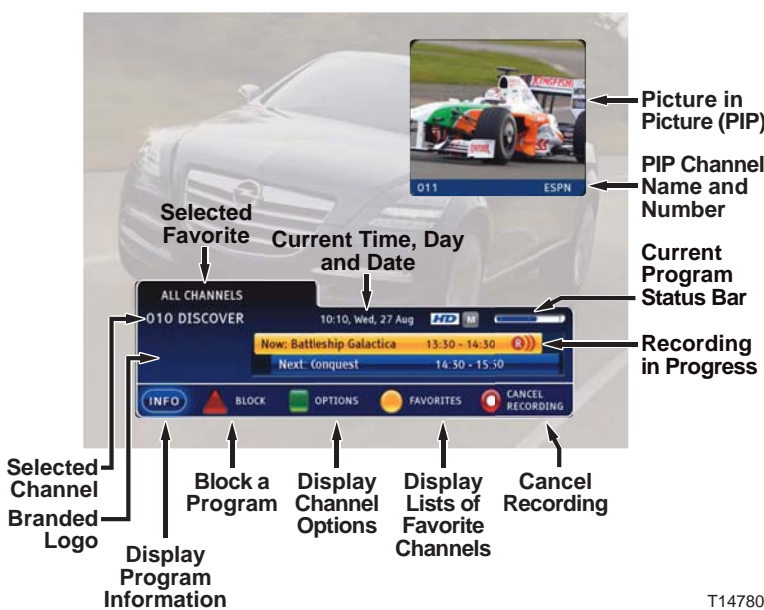 KINGFISHER
Picture in
Picture (PIP)
011 ESPN
PIP Channel
Name and
Number
Selected
Favorite
Current Time, Day
and Date
Current
Program
Status Bar
ALL CHANNELS
010 DISCOVER
10:10, Wed, 27 Aug HD M
Now: Battleship Galactica 13:30 - 14:30 R
Next: Conquest 14:30 - 15:30
Recording
in Progress
INFO BLOCK OPTIONS FAVORITES CANCEL
RECORDING
Selected
Channel
Branded
Logo
Display
Program
Information
Block a
Program
Display
Channel
Options
Display
Lists of
Favorite
Channels
Cancel
Recording
T14780